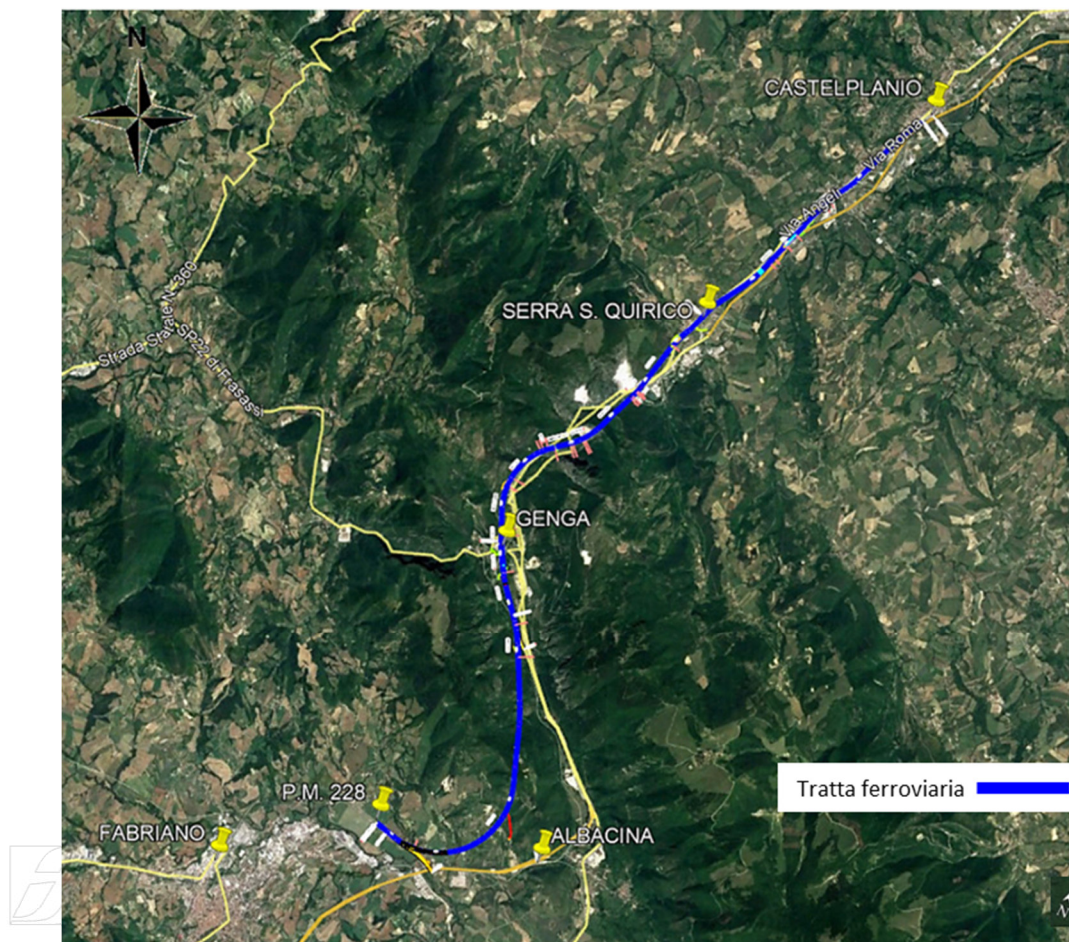 N
CASTELPLANIO
Via Roma
Via Angeli
SERRA S. QUIRICO
Strada Statale N. 360
SP22 di Frasassi
GENGA
Tratta ferroviaria
P.M. 228
FABRIANO
ALBACINA
N